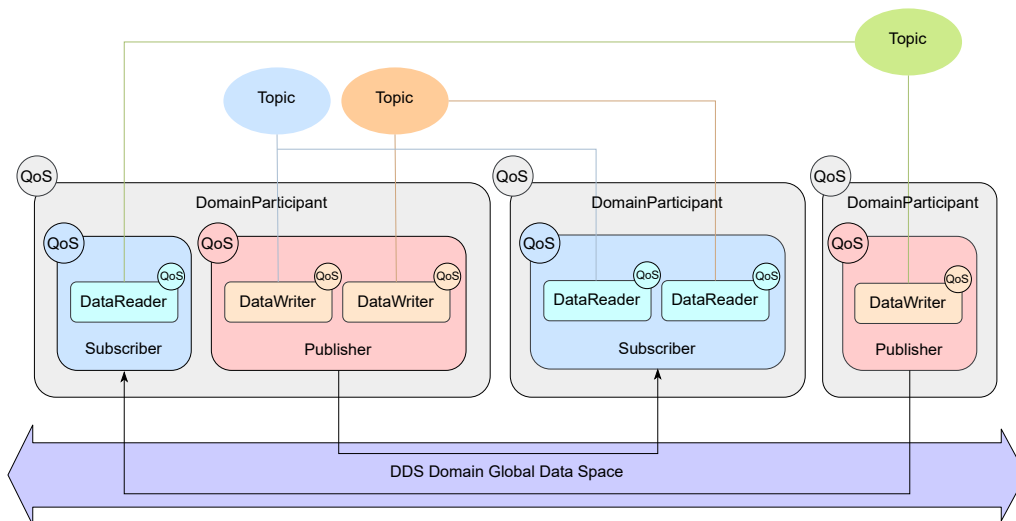 Topic
Topic
Topic
QoS
QoS
QoS
DomainParticipant
DomainParticipant
DomainParticipant
QoS
QoS
QoS
QoS
QoS
QoS
QoS
QoS
QoS
QoS
DataReader
DataWriter
DataWriter
DataReader
DataReader
DataWriter
Subscriber
Publisher
Subscriber
Publisher
DDS Domain Global Data Space